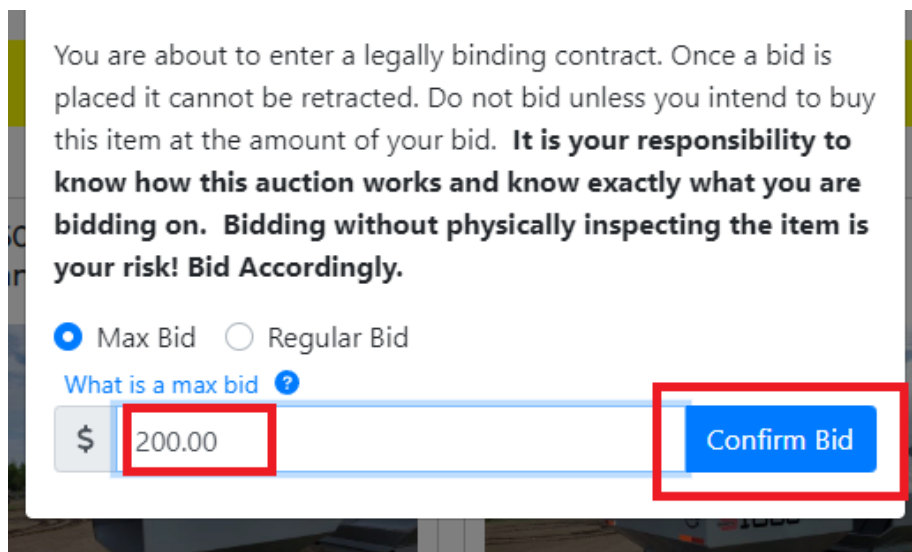 You are about to enter a legally binding contract. Once a bid is
placed it cannot be retracted. Do not bid unless you intend to buy
this item at the amount of your bid.  It is your responsibility to
know how this auction works and know exactly what you are
bidding on.  Bidding without physically inspecting the item is
your risk! Bid Accordingly.
Max Bid Regular Bid
What is a max bid ?
$ 200.00 Confirm Bid